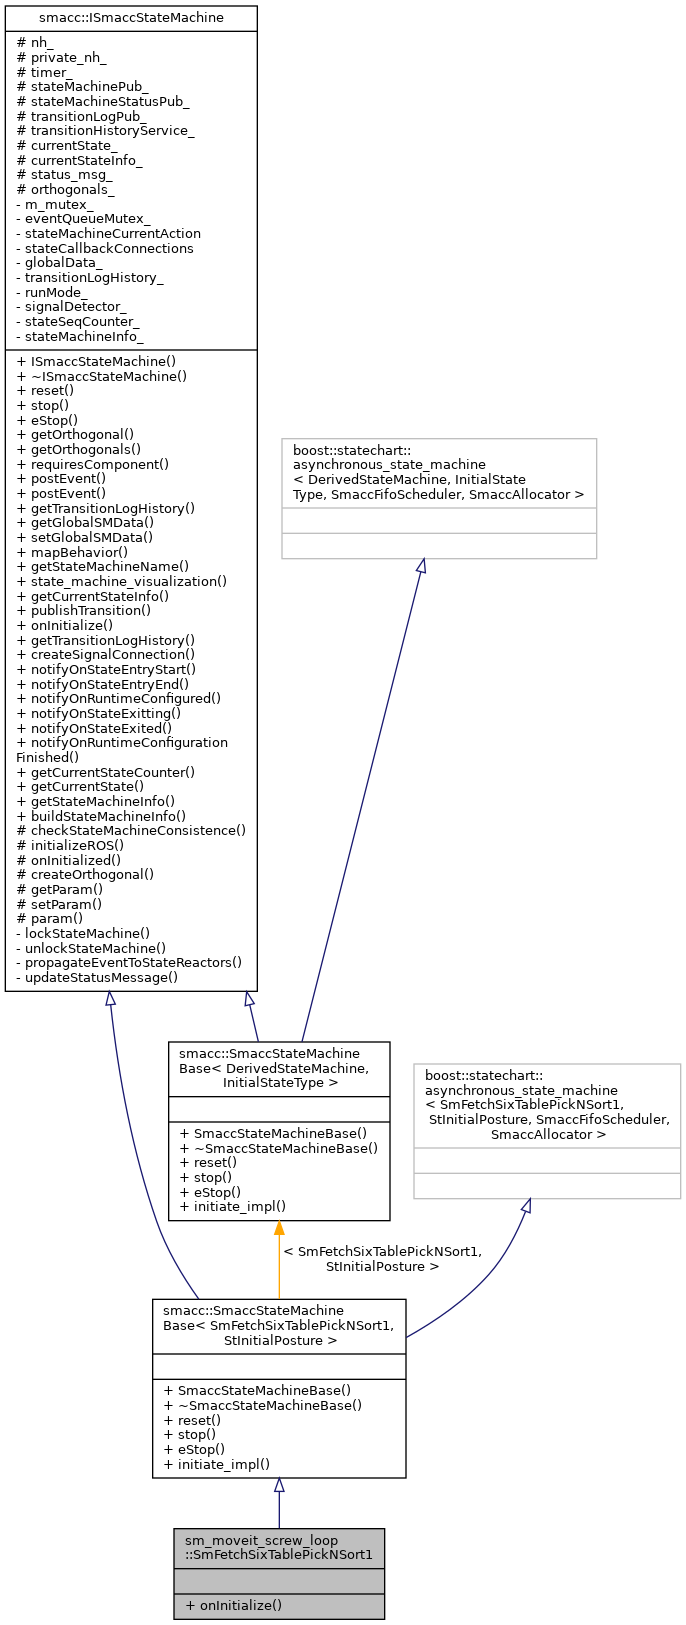 smacc::ISmaccStateMachine
# nh_
# private_nh_
# timer_
# stateMachinePub_
# stateMachineStatusPub_
# transitionLogPub_
# transitionHistoryService_
# currentState_
# currentStateInfo_
# status_msg_
# orthogonals_
- m_mutex_
- eventQueueMutex_
- stateMachineCurrentAction
- stateCallbackConnections
- globalData_
- transitionLogHistory_
- runMode_
- signalDetector_
- stateSeqCounter_
- stateMachineInfo_
+ ISmaccStateMachine()
+ ~ISmaccStateMachine()
+ reset()
+ stop()
+ eStop()
+ getOrthogonal()
+ getOrthogonals()
+ requiresComponent()
+ postEvent()
+ postEvent()
+ getTransitionLogHistory()
+ getGlobalSMData()
+ setGlobalSMData()
+ mapBehavior()
+ getStateMachineName()
+ state_machine_visualization()
+ getCurrentStateInfo()
+ publishTransition()
+ onInitialize()
+ getTransitionLogHistory()
+ createSignalConnection()
+ notifyOnStateEntryStart()
+ notifyOnStateEntryEnd()
+ notifyOnRuntimeConfigured()
+ notifyOnStateExitting()
+ notifyOnStateExited()
+ notifyOnRuntimeConfiguration
Finished()
+ getCurrentStateCounter()
+ getCurrentState()
+ getStateMachineInfo()
+ buildStateMachineInfo()
# checkStateMachineConsistence()
# initializeROS()
# onInitialized()
# createOrthogonal()
# getParam()
# setParam()
# param()
- lockStateMachine()
- unlockStateMachine()
- propagateEventToStateReactors()
- updateStatusMessage()
boost::statechart::
asynchronous_state_machine
< DerivedStateMachine, InitialState
Type, SmaccFifoScheduler, SmaccAllocator >
smacc::SmaccStateMachine
Base< DerivedStateMachine,
InitialStateType >
+ SmaccStateMachineBase()
+ ~SmaccStateMachineBase()
+ reset()
+ stop()
+ eStop()
+ initiate_impl()
boost::statechart::
asynchronous_state_machine
< SmFetchSixTablePickNSort1,
StInitialPosture, SmaccFifoScheduler,
SmaccAllocator >
< SmFetchSixTablePickNSort1,
StInitialPosture >
smacc::SmaccStateMachine
Base< SmFetchSixTablePickNSort1,
StInitialPosture >
+ SmaccStateMachineBase()
+ ~SmaccStateMachineBase()
+ reset()
+ stop()
+ eStop()
+ initiate_impl()
sm_moveit_screw_loop
::SmFetchSixTablePickNSort1
+ onInitialize()